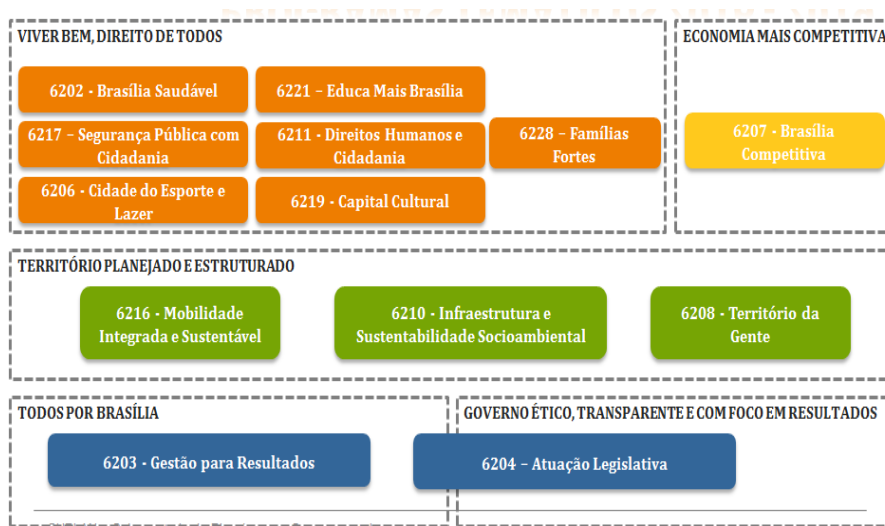 VIVER BEM, DIREITO DE TODOS
6202 - Brasília Saudável
6221 – Educa Mais Brasília
6217 – Segurança Pública com
Cidadania
6211 - Direitos Humanos e
Cidadania
6228 – Famílias
Fortes
6206 - Cidade do Esporte e
Lazer
6219 - Capital Cultural
ECONOMIA MAIS COMPETITIVA
6207 - Brasília
Competitiva
TERRITÓRIO PLANEJADO E ESTRUTURADO
6216 - Mobilidade
Integrada e Sustentável
6210 - Infraestrutura e
Sustentabilidade Socioambiental
6208 - Território da
Gente
TODOS POR BRASÍLIA
6203 - Gestão para Resultados
GOVERNO ÉTICO, TRANSPARENTE E COM FOCO EM RESULTADOS
6204 – Atuação Legislativa